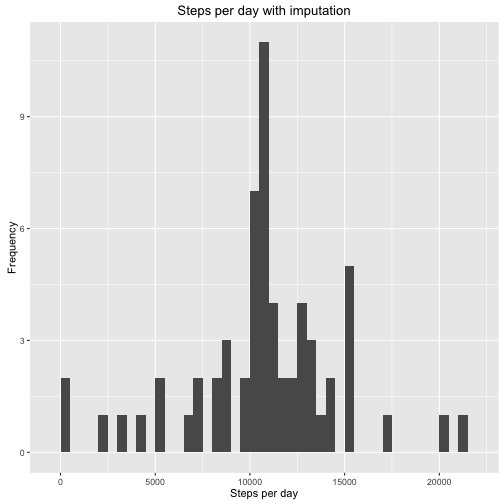 Steps per day with imputation
Frequency
9
6
3
0
0 5000 10000 15000 20000
Steps per day